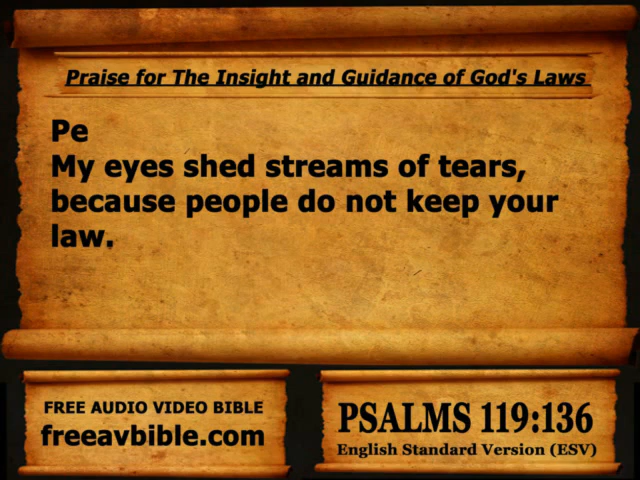 Praise for The Insight and Guidance of God's Laws
Pe
My eyes shed streams of tears,
because people do not keep your
law.
FREE AUDIO VIDEO BIBLE
freeavbible.com
PSALMS 119:136
English Standard Version (ESV)